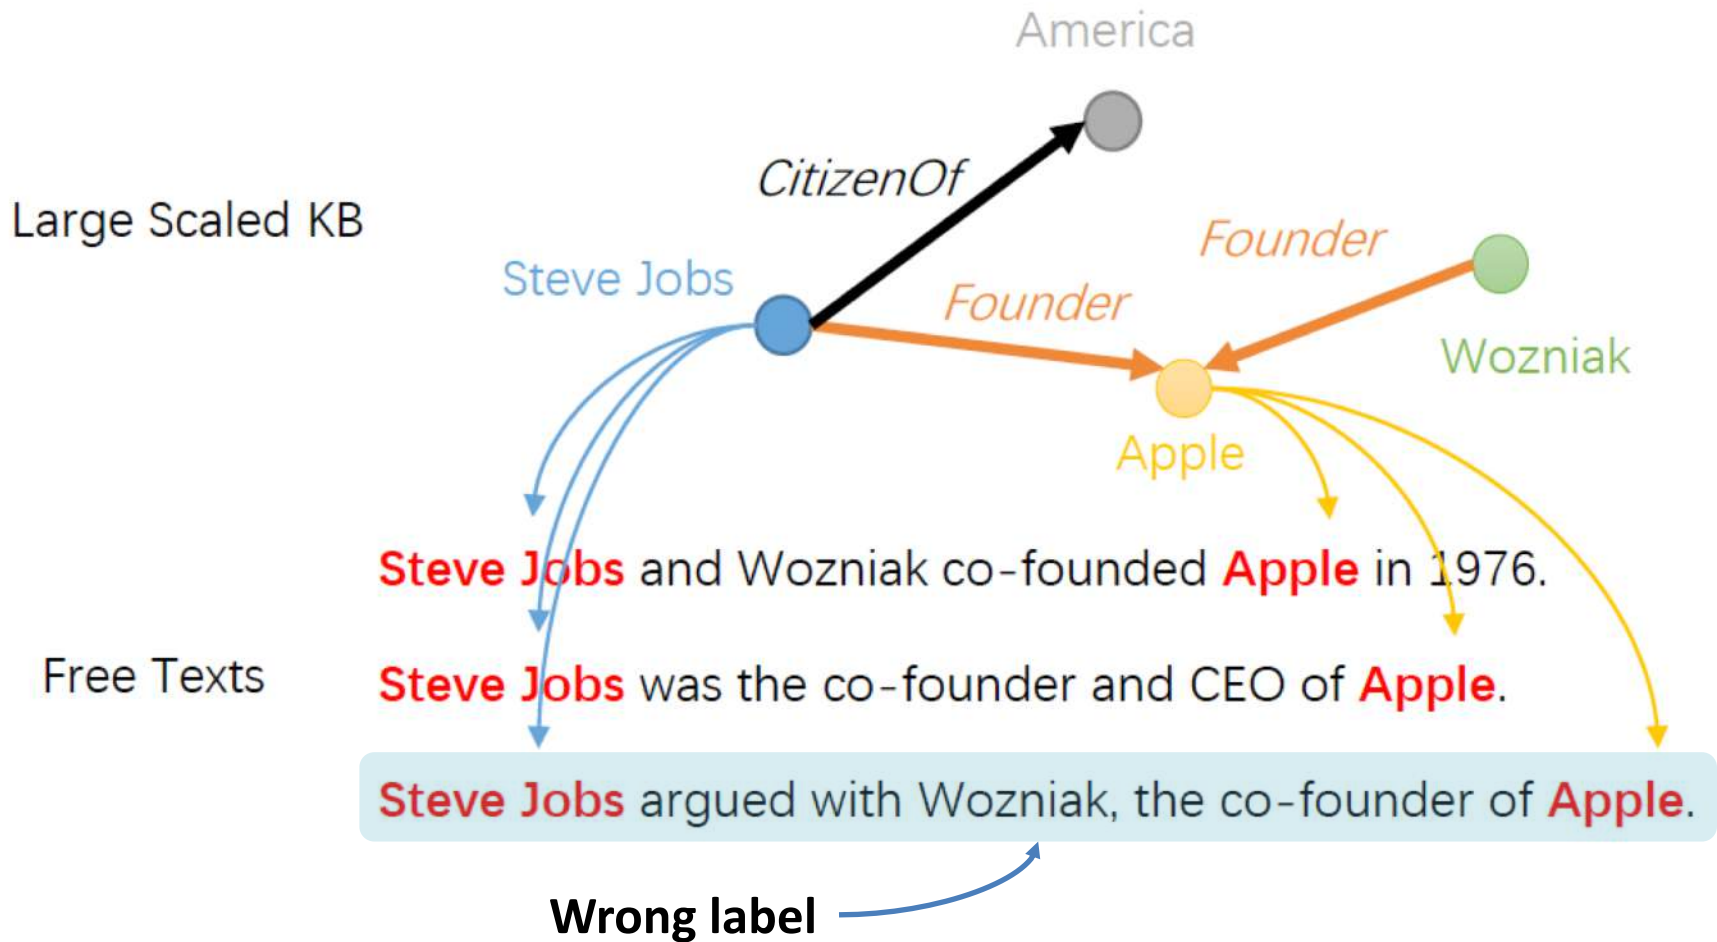 America
CitizenOf
Large Scaled KB
Founder
Steve Jobs
Founder
Wozniak
Apple
Steve Jobs and Wozniak co-founded Apple in 1976.
Free Texts
Steve Jobs was the co-founder and CEO of Apple.
Steve Jobs argued with Wozniak, the co-founder of Apple.
Wrong label